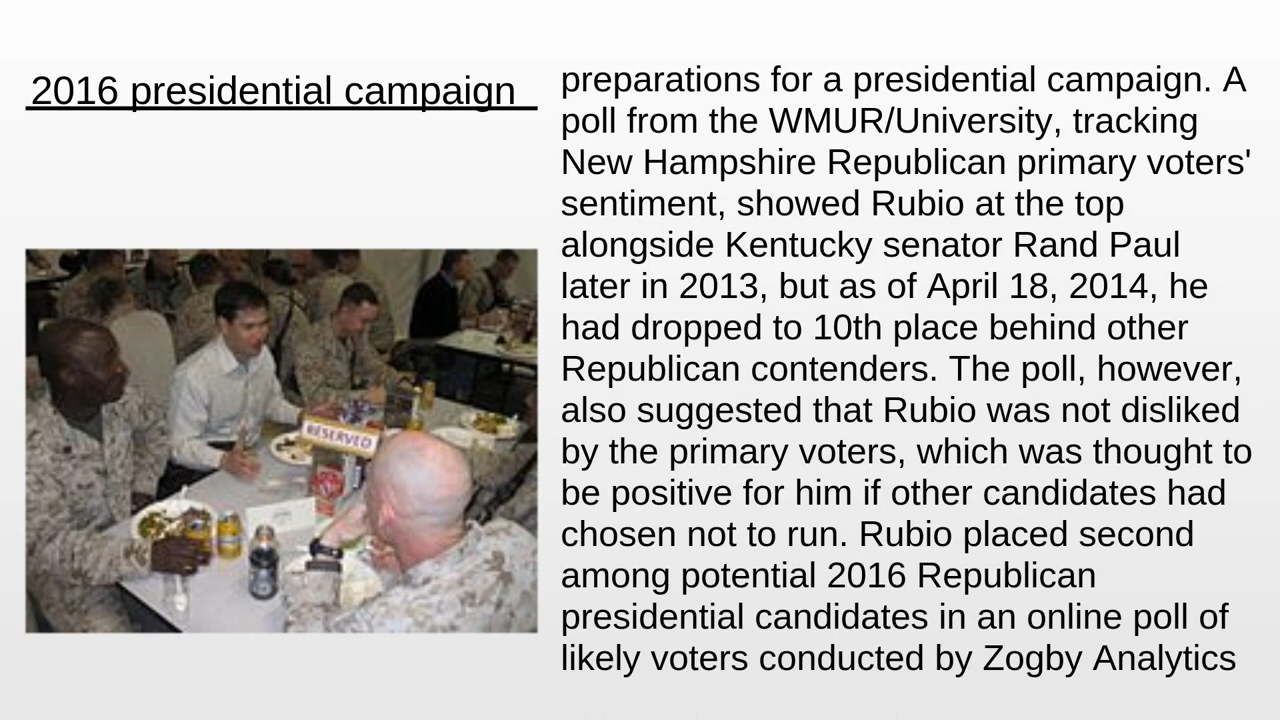 2016 presidential campaign
preparations for a presidential campaign. A
poll from the WMUR/University, tracking
New Hampshire Republican primary voters'
sentiment, showed Rubio at the top
alongside Kentucky senator Rand Paul
later in 2013, but as of April 18, 2014, he
had dropped to 10th place behind other
Republican contenders. The poll, however,
also suggested that Rubio was not disliked
by the primary voters, which was thought to
be positive for him if other candidates had
chosen not to run. Rubio placed second
among potential 2016 Republican
presidential candidates in an online poll of
likely voters conducted by Zogby Analytics
RESERVED